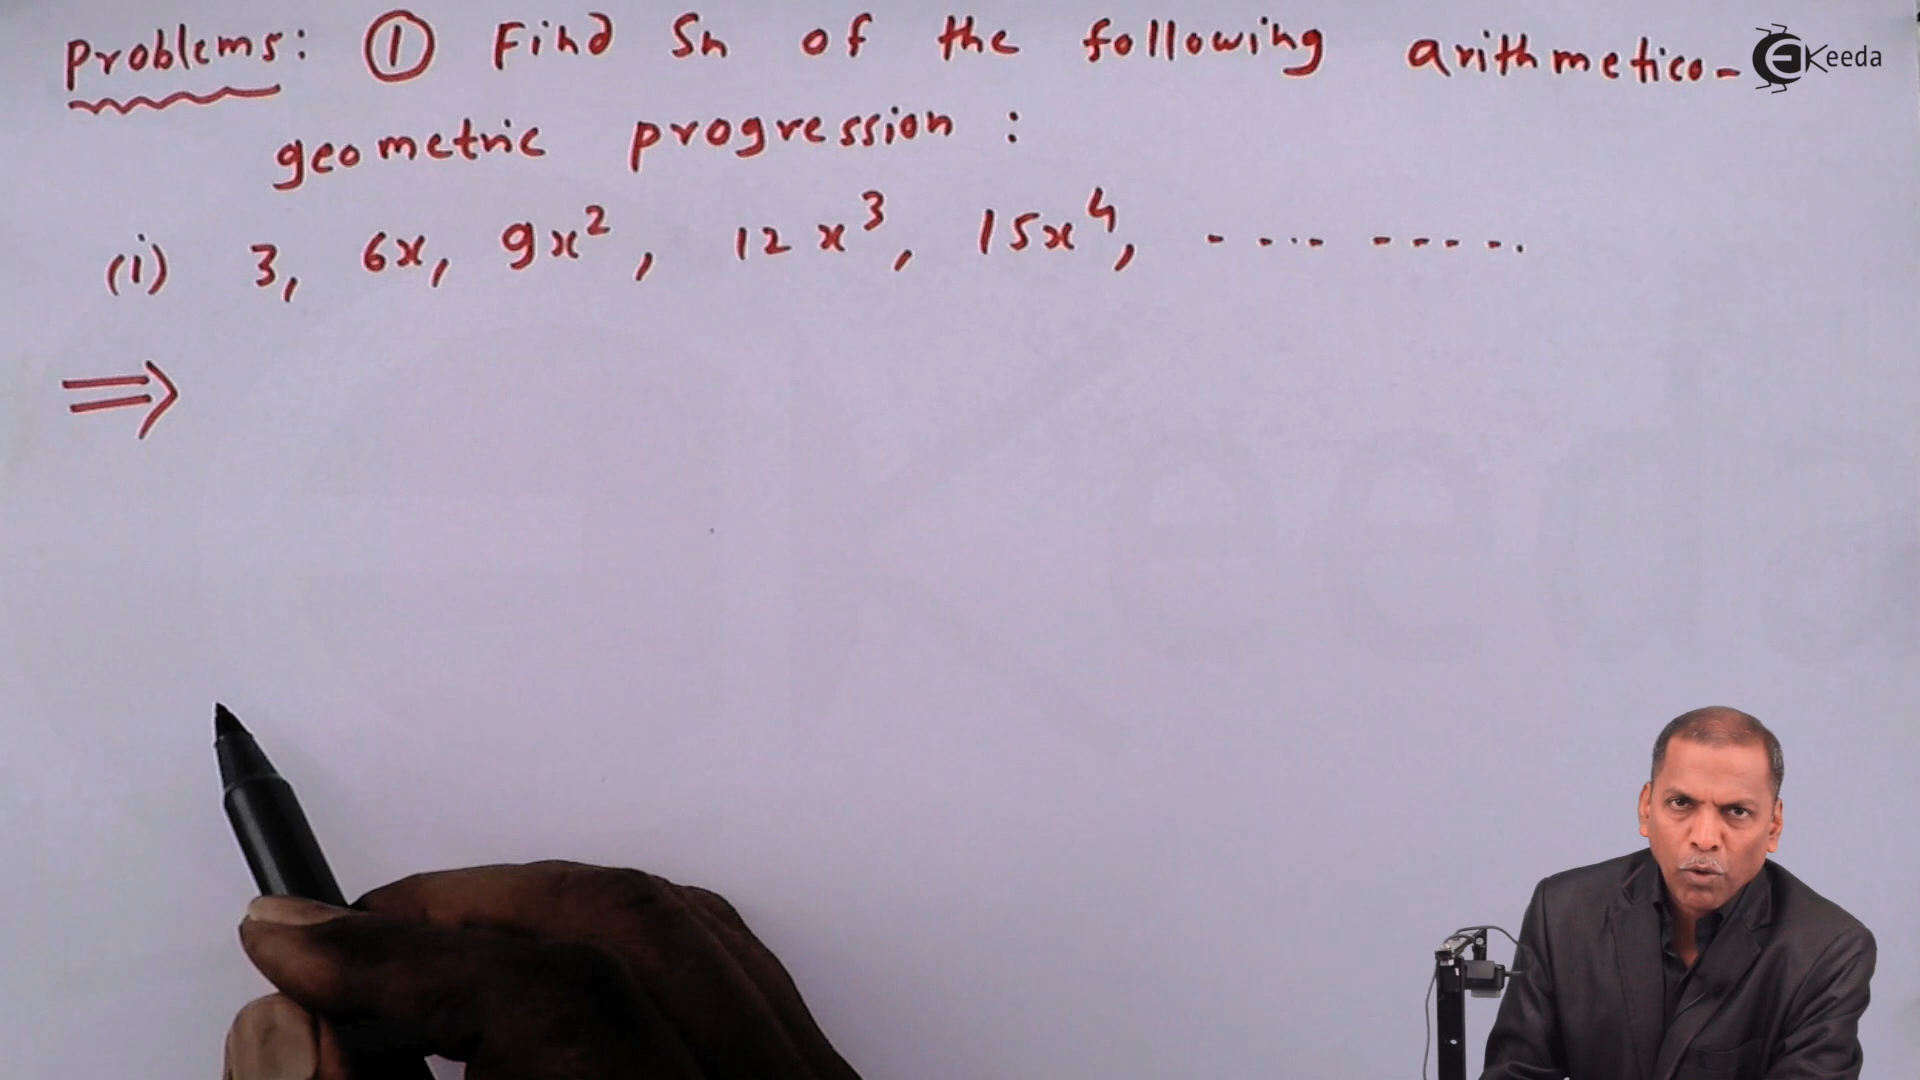 Problems: ① Find Sn of the following arithmetico-
geometric progression :
(i) 3, 6x, 9x², 12x³, 15x⁴, - - - - - - - - -.
⇒
EKeeda